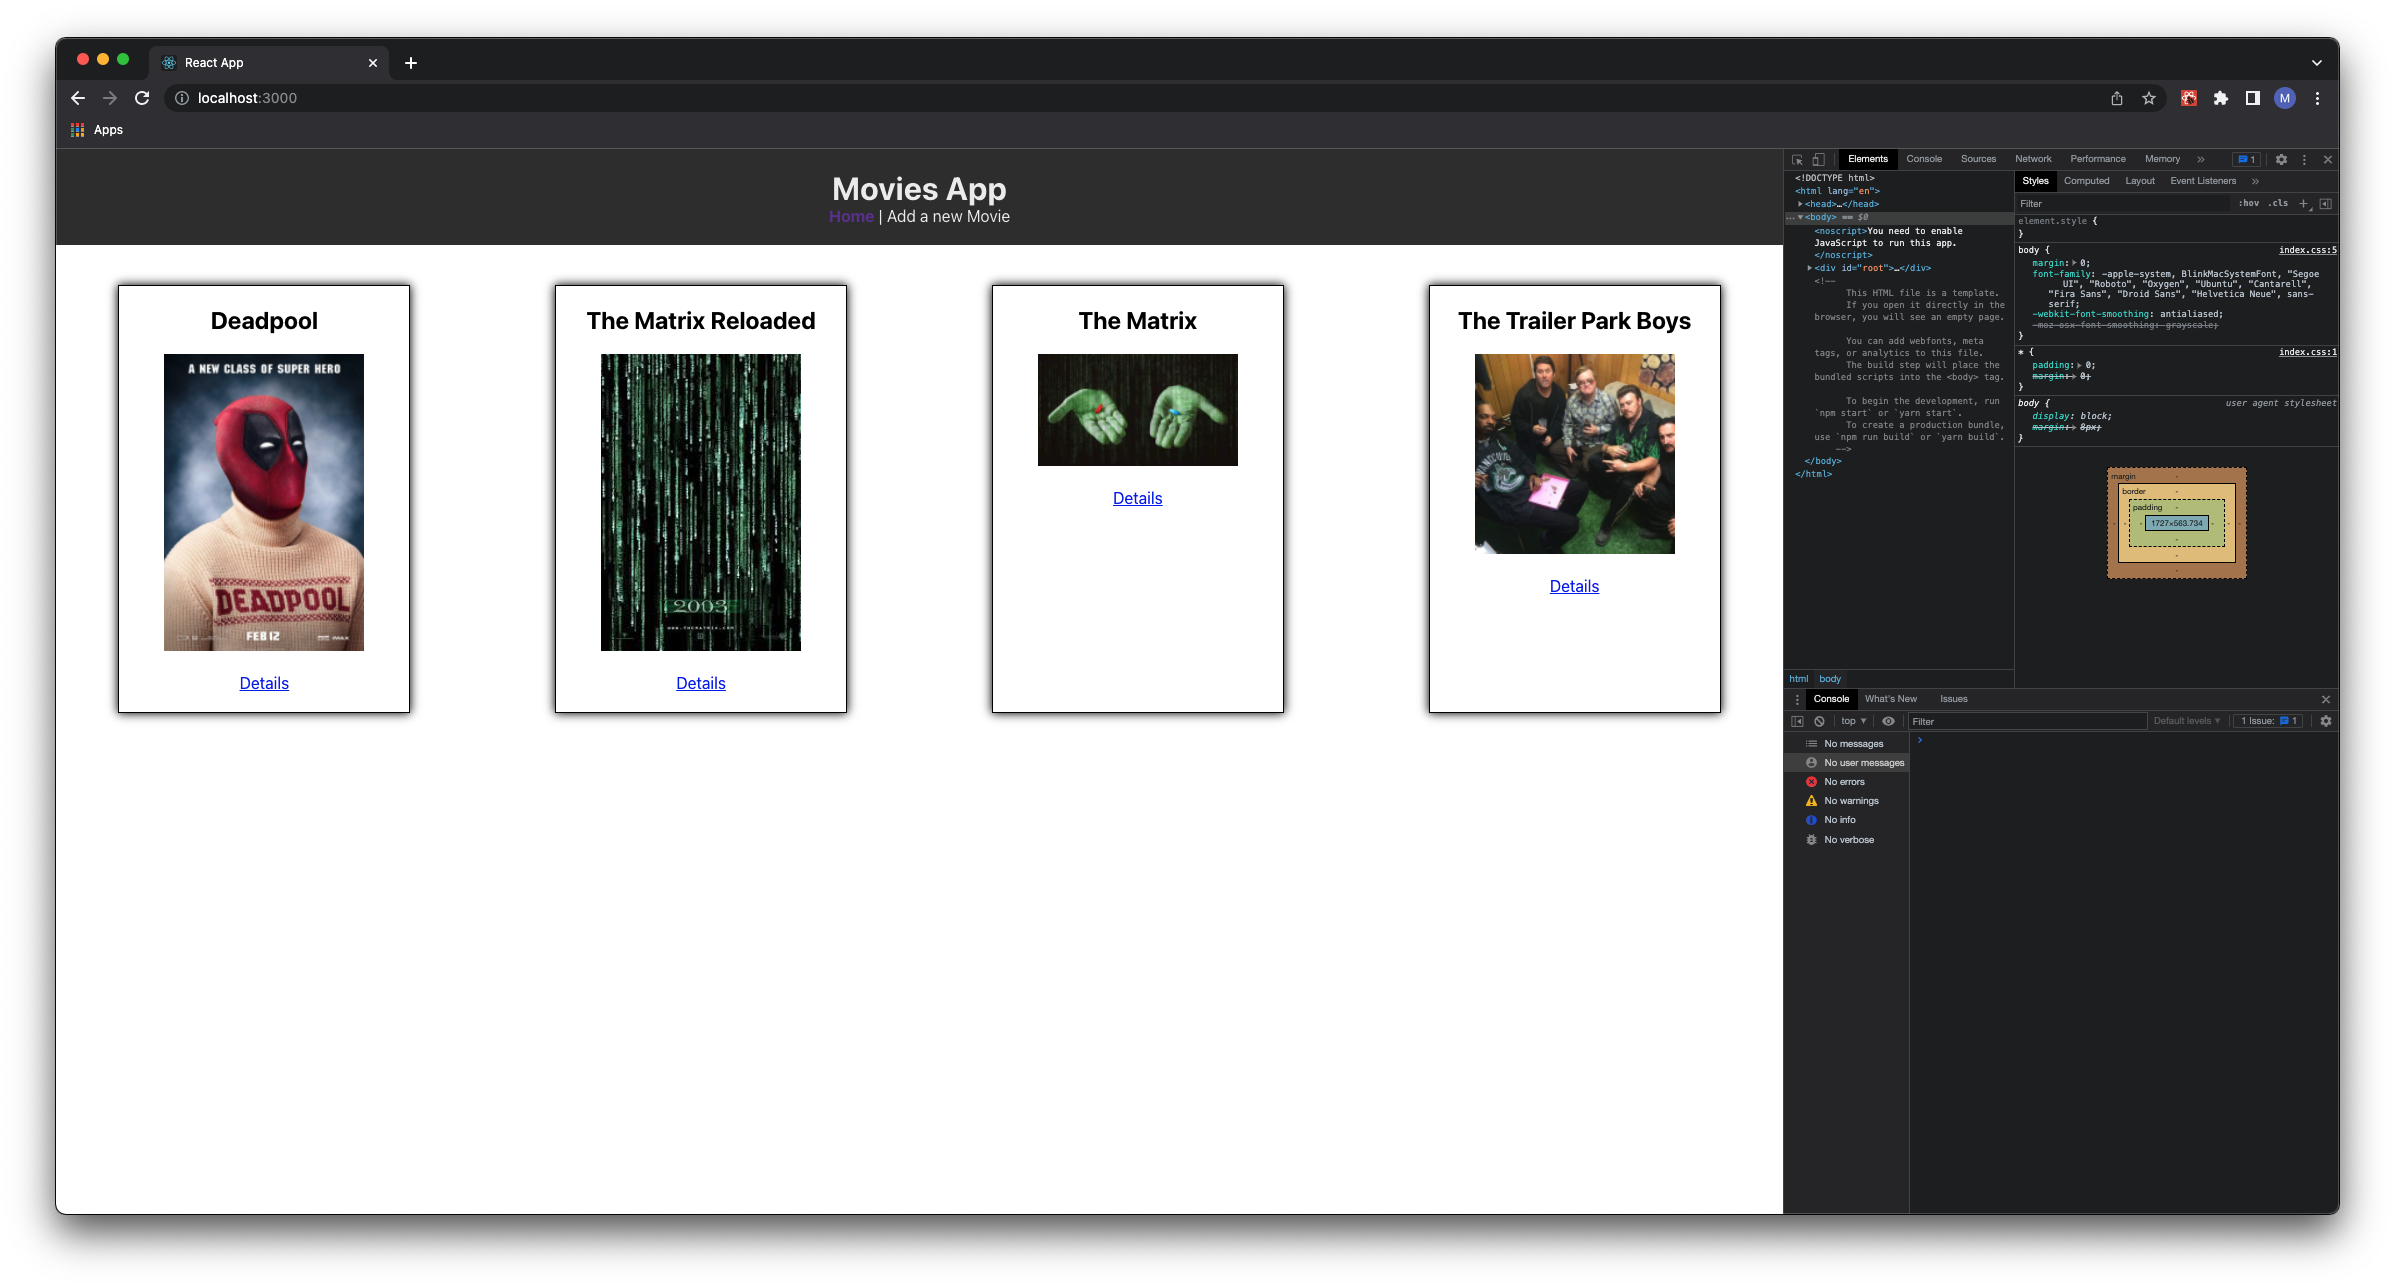 React App
localhost:3000
M
Apps
Movies App
Home | Add a new Movie
Deadpool
A NEW CLASS OF SUPER HERO
DEADPOOL
FEB 12
Details
The Matrix Reloaded
2003
WWW.THEMATRIX.COM
Details
The Matrix
Details
The Trailer Park Boys
Details
Elements
Console
Sources
Network
Performance
Memory
1
<!DOCTYPE html>
<html lang="en">
<head>…</head>
<body> == $0
<noscript>You need to enable
JavaScript to run this app.
</noscript>
<div id="root">…</div>
<!--
This HTML file is a template.
If you open it directly in the
browser, you will see an empty page.
You can add webfonts, meta
tags, or analytics to this file.
The build step will place the
bundled scripts into the <body> tag.
To begin the development, run
`npm start` or `yarn start`.
To create a production bundle,
use `npm run build` or `yarn build`.
-->
</body>
</html>
html body
Styles
Computed
Layout
Event Listeners
Filter
:hov .cls
element.style {
}
body {
index.css:5
margin: 0;
font-family: -apple-system, BlinkMacSystemFont, "Segoe
UI", "Roboto", "Oxygen", "Ubuntu", "Cantarell",
"Fira Sans", "Droid Sans", "Helvetica Neue", sans-
serif;
-webkit-font-smoothing: antialiased;
-moz-osx-font-smoothing: grayscale;
}
* {
index.css:1
padding: 0;
margin: 0;
}
body {
user agent stylesheet
display: block;
margin: 8px;
}
margin -
border -
padding -
1727×563.734
Console
What's New
Issues
top
Filter
Default levels
1 Issue: 1
No messages
No user messages
No errors
No warnings
No info
No verbose